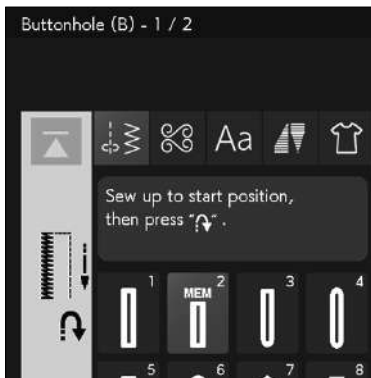 Buttonhole (B) - 1 / 2
Aa
Sew up to start position,
then press "↷".
1
MEM 2
3
4
5
6
7
8